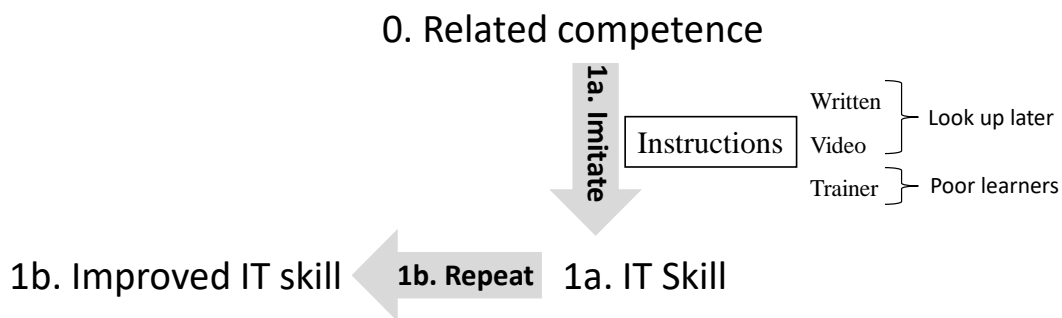 0. Related competence
1a. Imitate
Instructions
Written
Video
Trainer
Look up later
Poor learners
1b. Improved IT skill
1b. Repeat
1a. IT Skill